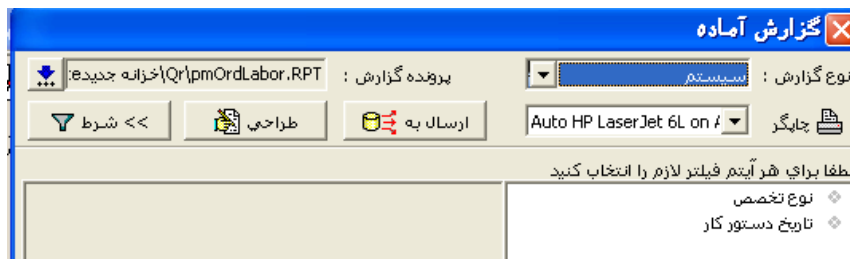 گزارش آماده
نوع گزارش : سیستم پرونده گزارش : خزانه جدید\Qr\pmOrdLabor.RPT:e
چاپگر Auto HP LaserJet 6L on ارسال به طراحي شرط >>
لطفا براي هر آيتم فيلتر لازم را انتخاب كنيد
نوع تخصص
تاريخ دستور كار